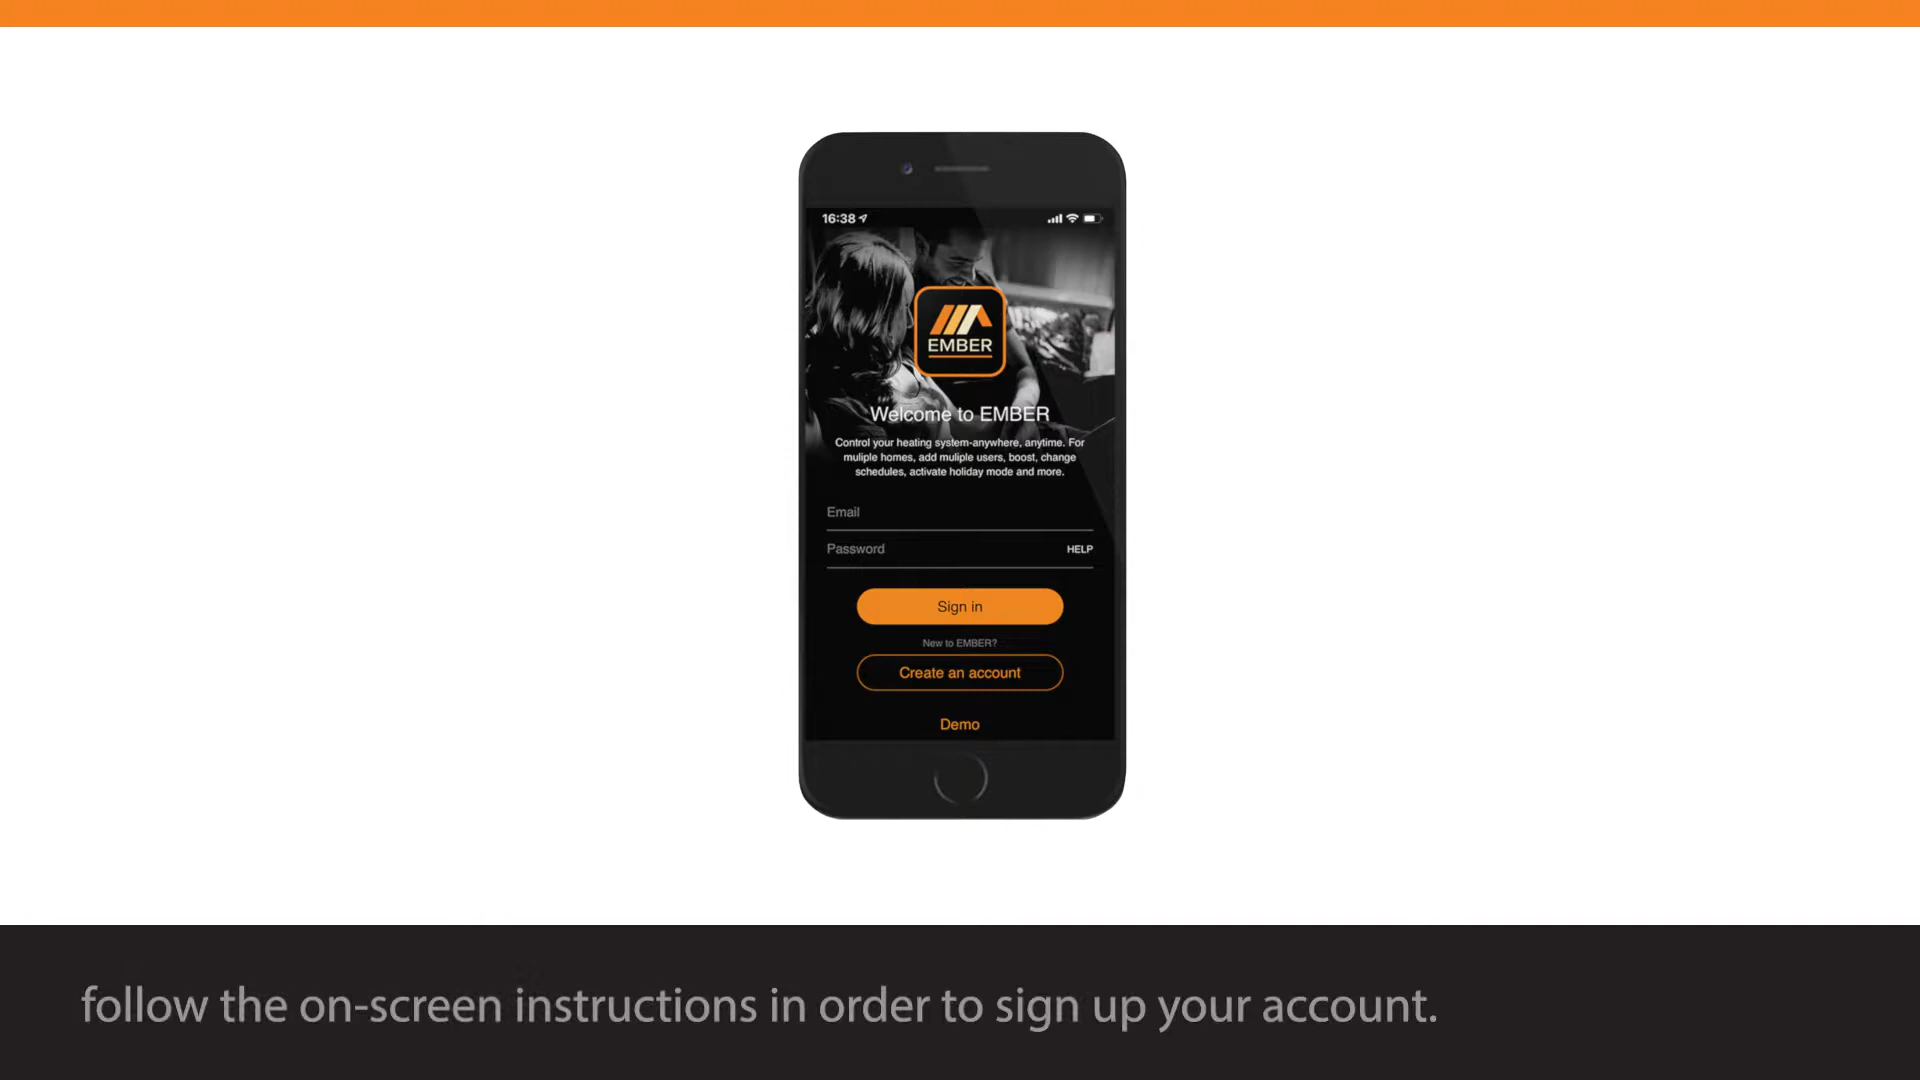 16:38
EMBER
Welcome to EMBER
Control your heating system-anywhere, anytime. For
muliple homes, add muliple users, boost, change
schedules, activate holiday mode and more.
Email
Password HELP
Sign in
New to EMBER?
Create an account
Demo
follow the on-screen instructions in order to sign up your account.